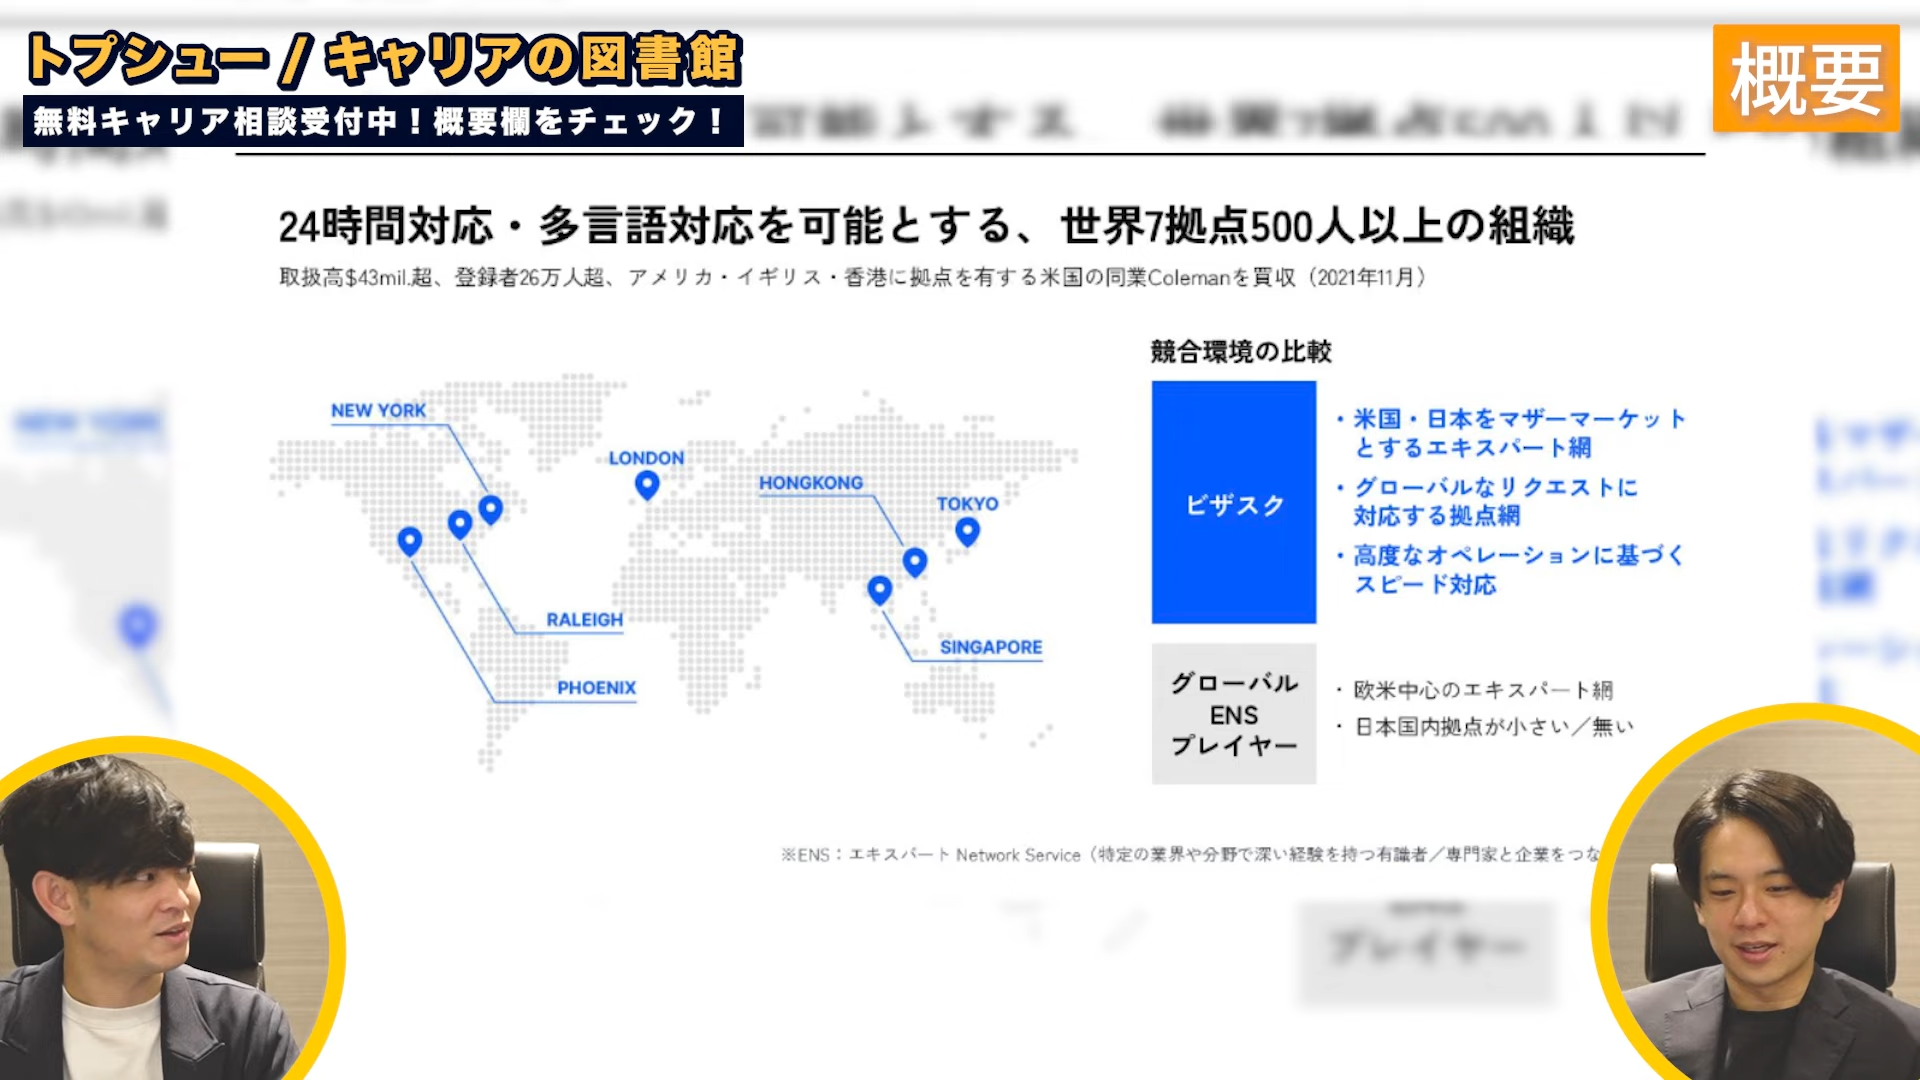 トプシュー / キャリアの図書館
無料キャリア相談受付中！概要欄をチェック！
概要
24時間対応・多言語対応を可能とする、世界7拠点500人以上の組織
取扱高$43mil.超、登録者26万人超、アメリカ・イギリス・香港に拠点を有する米国の同業Colemanを買収（2021年11月）
NEW YORK
LONDON
HONGKONG
TOKYO
RALEIGH
SINGAPORE
PHOENIX
競合環境の比較
ビザスク
・米国・日本をマザーマーケット
とするエキスパート網
・グローバルなリクエストに
対応する拠点網
・高度なオペレーションに基づく
スピード対応
グローバル
ENS
プレイヤー
・欧米中心のエキスパート網
・日本国内拠点が小さい／無い
※ENS：エキスパート Network Service（特定の業界や分野で深い経験を持つ有識者／専門家と企業をつな